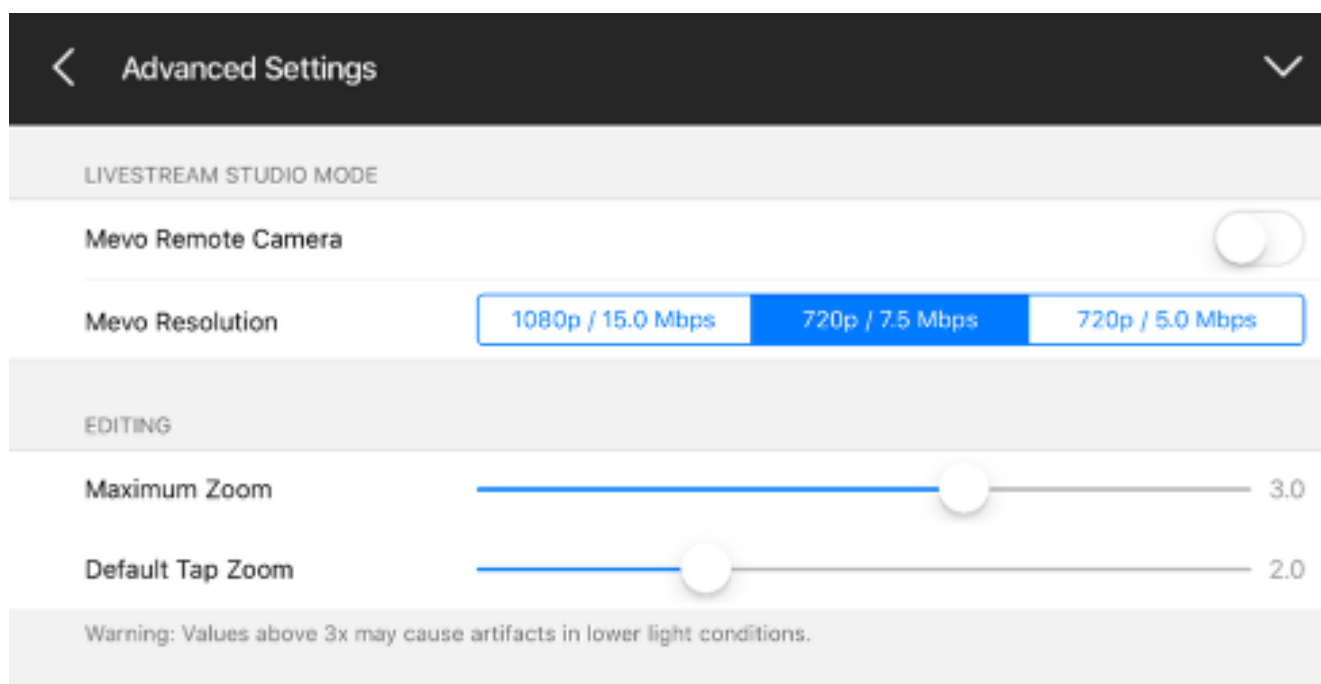 Advanced Settings
LIVESTREAM STUDIO MODE
Mevo Remote Camera
Mevo Resolution 1080p / 15.0 Mbps 720p / 7.5 Mbps 720p / 5.0 Mbps
EDITING
Maximum Zoom 3.0
Default Tap Zoom 2.0
Warning: Values above 3x may cause artifacts in lower light conditions.